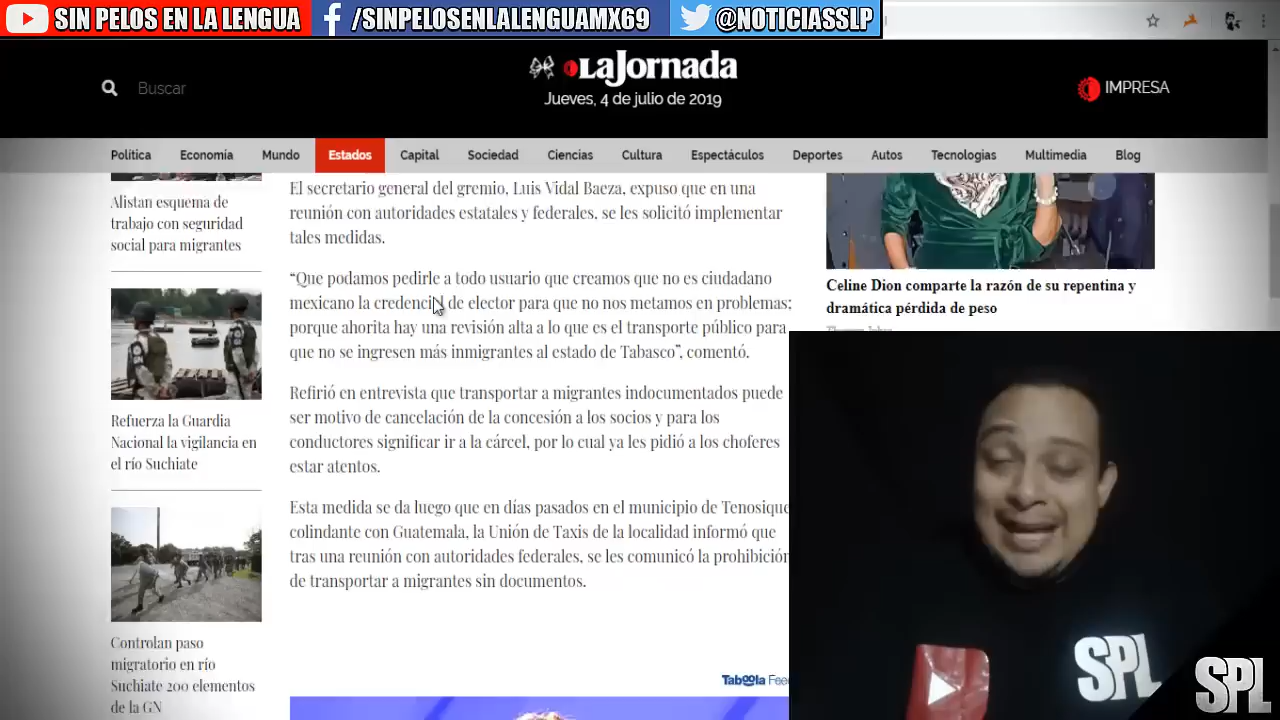 SIN PELOS EN LA LENGUA
/SINPELOSENLALENGUAMX69
@NOTICIASSLP
LaJornada
Jueves, 4 de julio de 2019
Buscar
IMPRESA
Política Economía Mundo Estados Capital Sociedad Ciencias Cultura Espectáculos Deportes Autos Tecnologias Multimedia Blog
Alistan esquema de
trabajo con seguridad
social para migrantes
Refuerza la Guardia
Nacional la vigilancia en
el río Suchiate
Controlan paso
migratorio en río
Suchiate 200 elementos
de la GN
El secretario general del gremio, Luis Vidal Baeza, expuso que en una
reunión con autoridades estatales y federales, se les solicitó implementar
tales medidas.
“Que podamos pedirle a todo usuario que creamos que no es ciudadano
mexicano la credencial de elector para que no nos metamos en problemas;
porque ahorita hay una revisión alta a lo que es el transporte público para
que no se ingresen más inmigrantes al estado de Tabasco”, comentó.
Refirió en entrevista que transportar a migrantes indocumentados puede
ser motivo de cancelación de la concesión a los socios y para los
conductores significar ir a la cárcel, por lo cual ya les pidió a los choferes
estar atentos.
Esta medida se da luego que en días pasados en el municipio de Tenosique
colindante con Guatemala, la Unión de Taxis de la localidad informó que
tras una reunión con autoridades federales, se les comunicó la prohibición
de transportar a migrantes sin documentos.
Taboola Feed
Celine Dion comparte la razón de su repentina y
dramática pérdida de peso
SPL
SPL